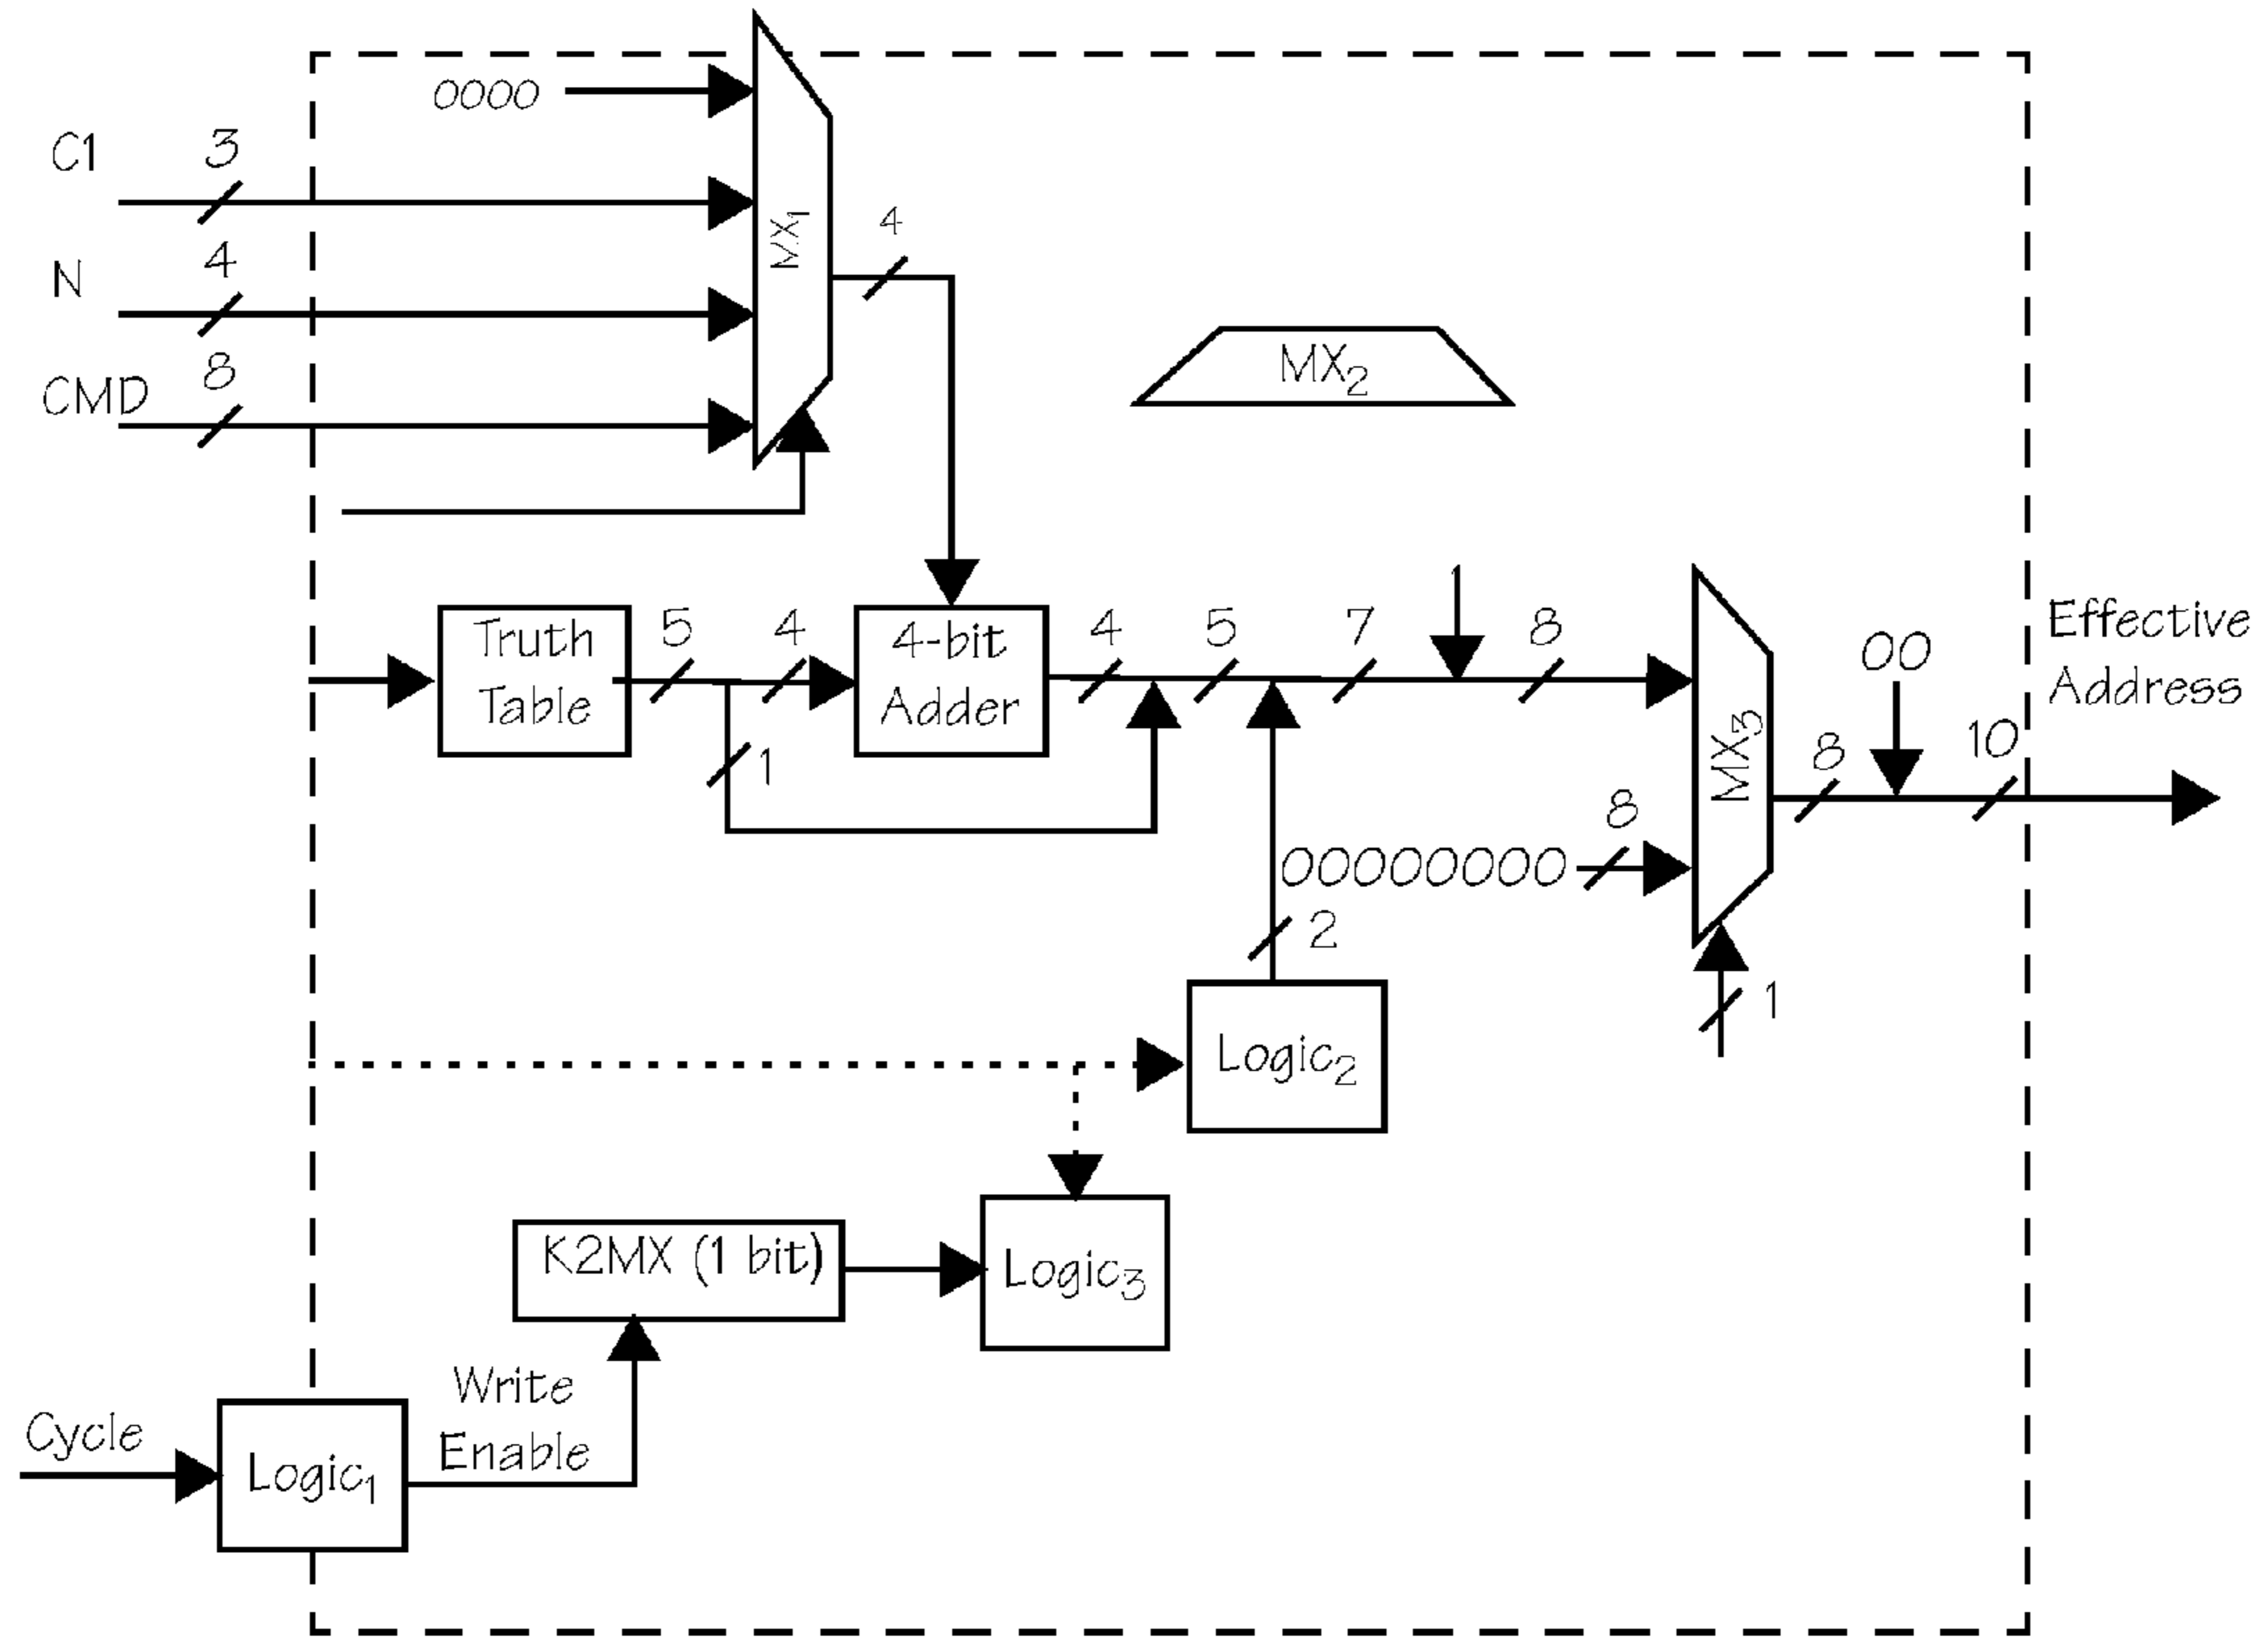 0000
C1
3
MX1
4
N
4
CMD
8
MX2
Truth
Table
5
4
1
4-bit
Adder
4
5
7
8
MX3
00
Effective
Address
8
10
8
00000000
2
1
Logic2
K2MX (1 bit)
Logic3
Write
Enable
Cycle
Logic1